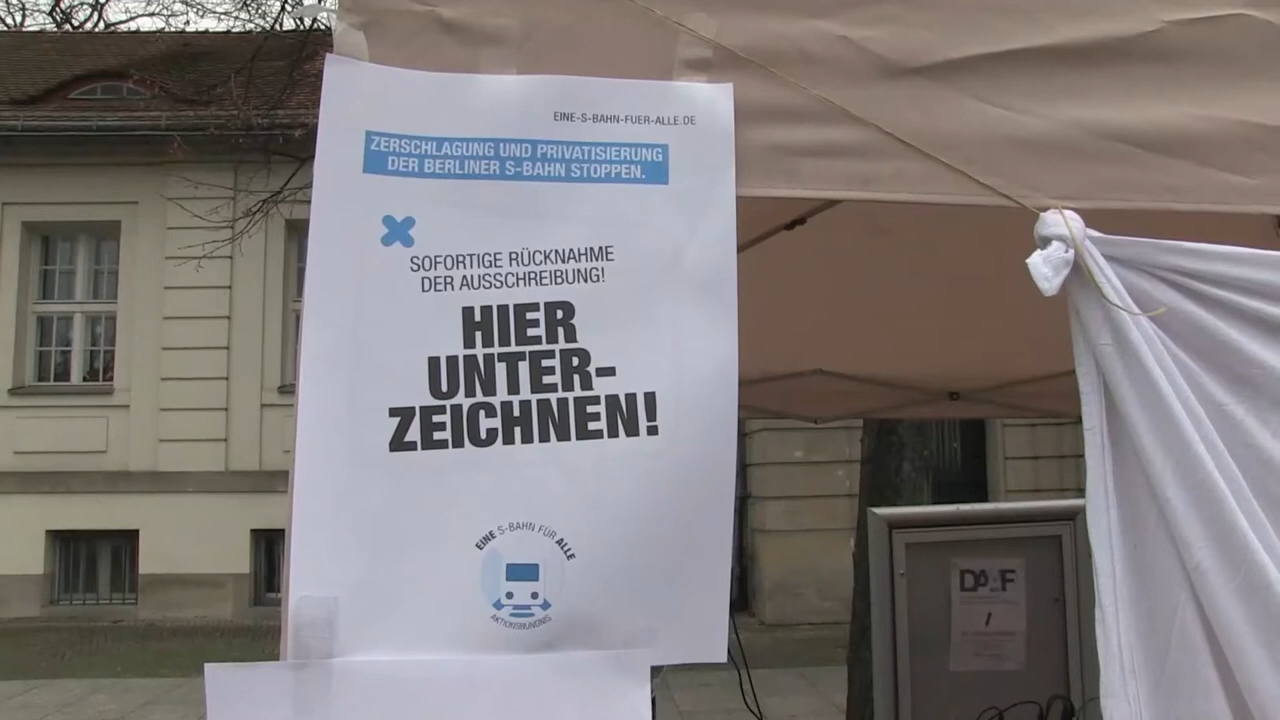 EINE-S-BAHN-FUER-ALLE.DE
ZERSCHLAGUNG UND PRIVATISIERUNG
DER BERLINER S-BAHN STOPPEN.
SOFORTIGE RÜCKNAHME
DER AUSSCHREIBUNG!
HIER
UNTER-
ZEICHNEN!
EINE S-BAHN FÜR ALLE
AKTIONSBÜNDNIS